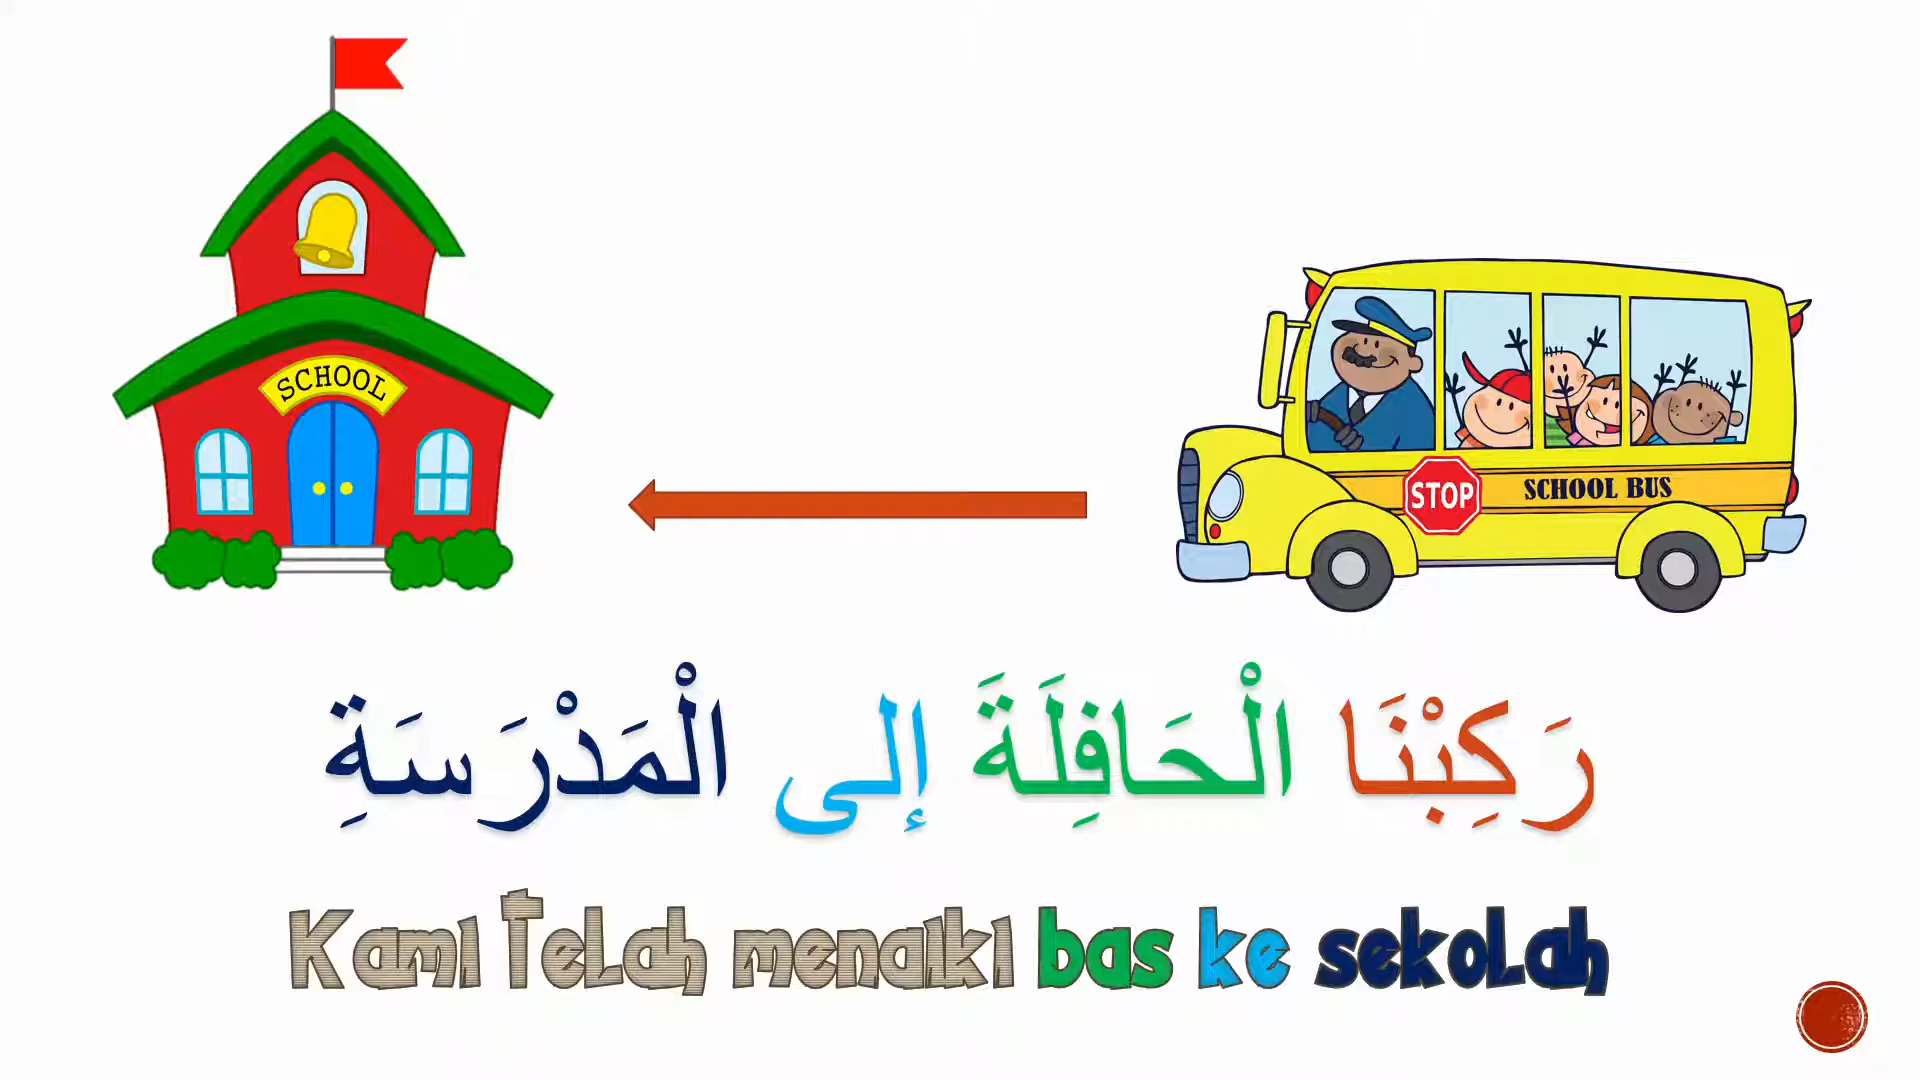 SCHOOL
STOP
SCHOOL BUS
رَكِبْنَا الْحَافِلَةَ إلى الْمَدْرَسَةِ
Kami Telah menaiki bas ke sekolah